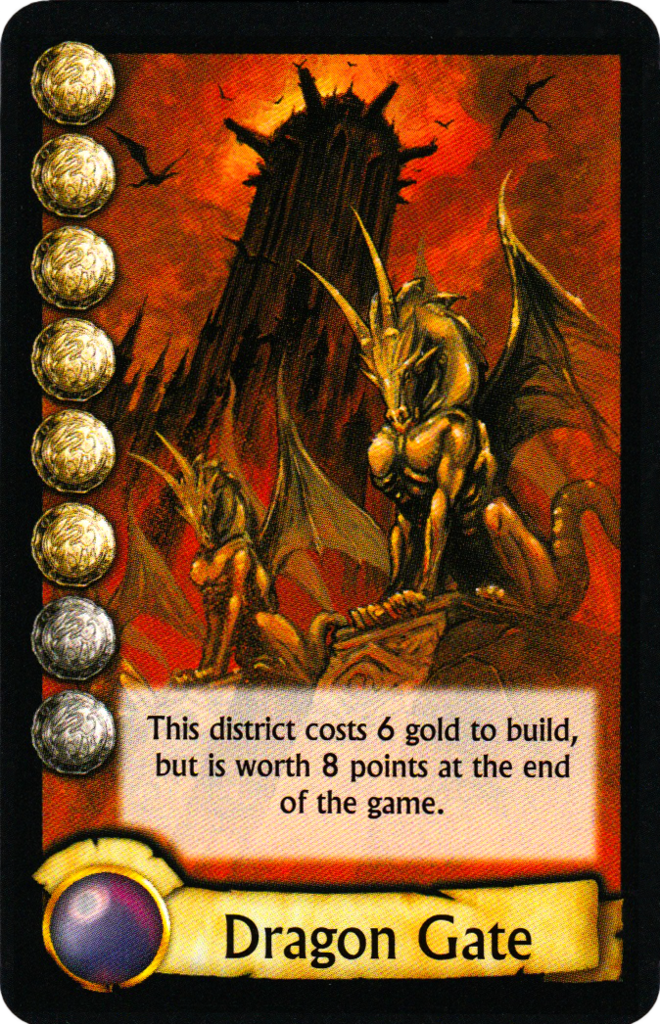 This district costs 6 gold to build,
but is worth 8 points at the end
of the game.
Dragon Gate